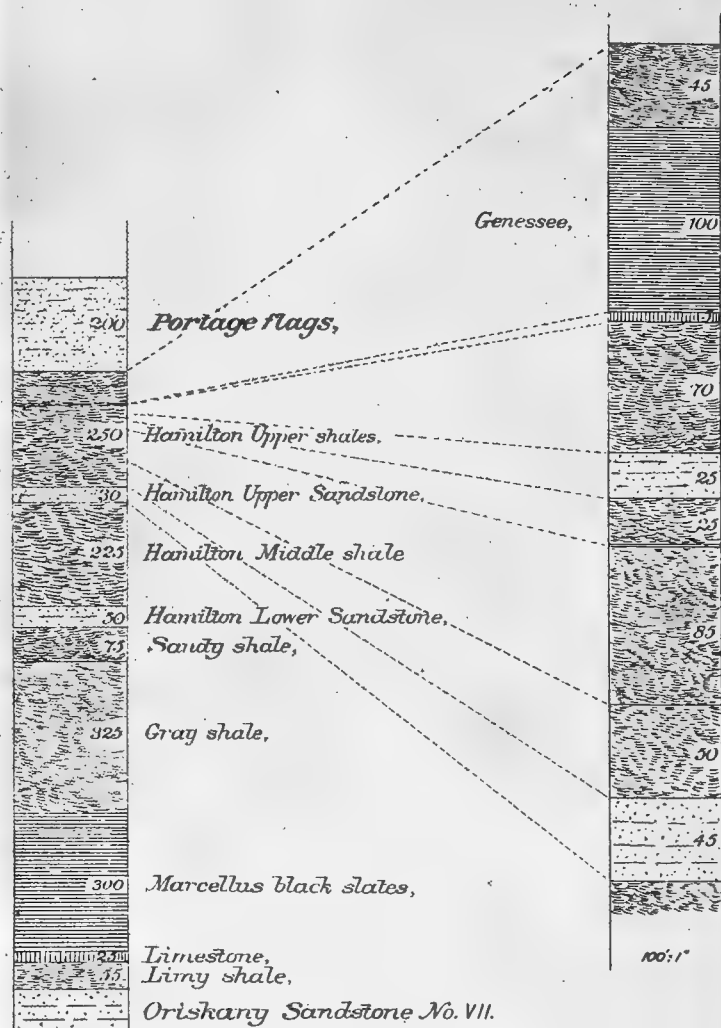 45
Genessee,
100
200 Portage flags,
70
250 Hamilton Upper shales,
25
30 Hamilton Upper Sandstone,
25
225 Hamilton Middle shale
50 Hamilton Lower Sandstone,
85
75 Sandy shale,
325 Gray shale,
50
45
300 Marcellus black slates,
25 Limestone,
100':1"
55 Limy shale,
Oriskany Sandstone No. VII.